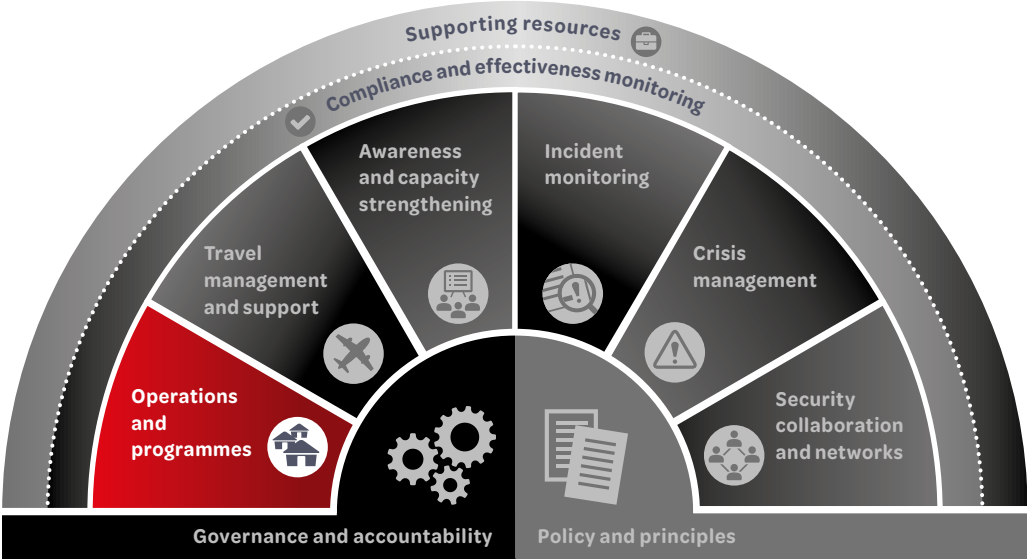 Supporting resources
Compliance and effectiveness monitoring
Awareness
and capacity
strengthening
Incident
monitoring
Travel
management
and support
Crisis
management
Operations
and
programmes
Security
collaboration
and networks
Governance and accountability
Policy and principles